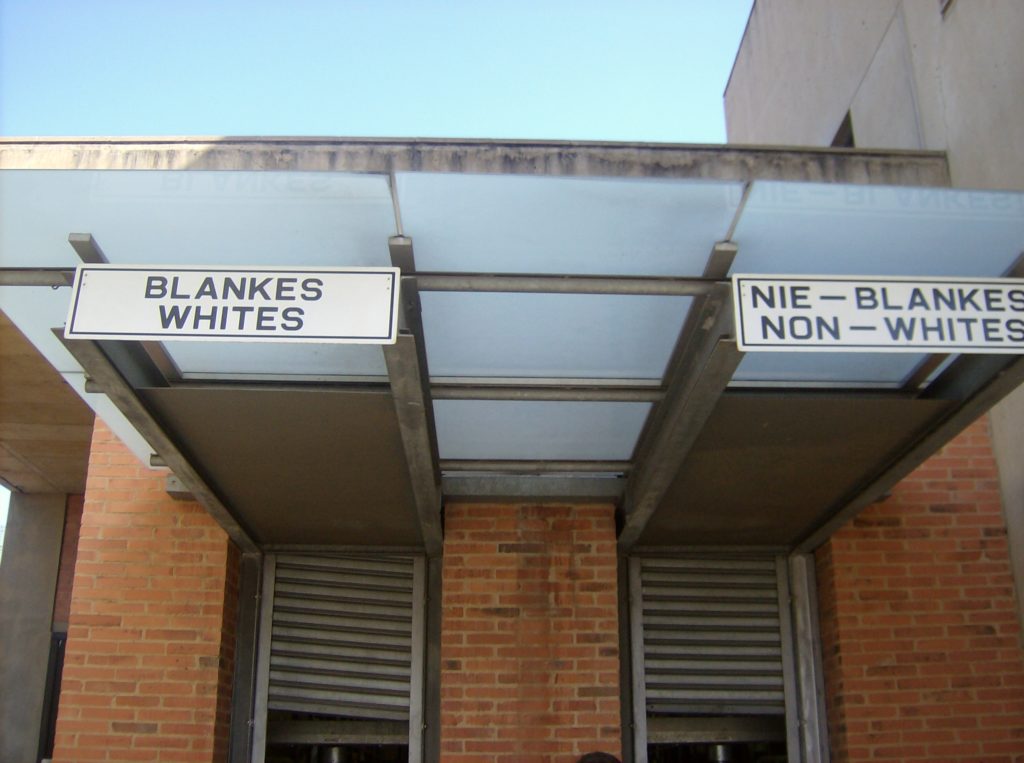 BLANKES
WHITES
NIE – BLANKES
NON – WHITES